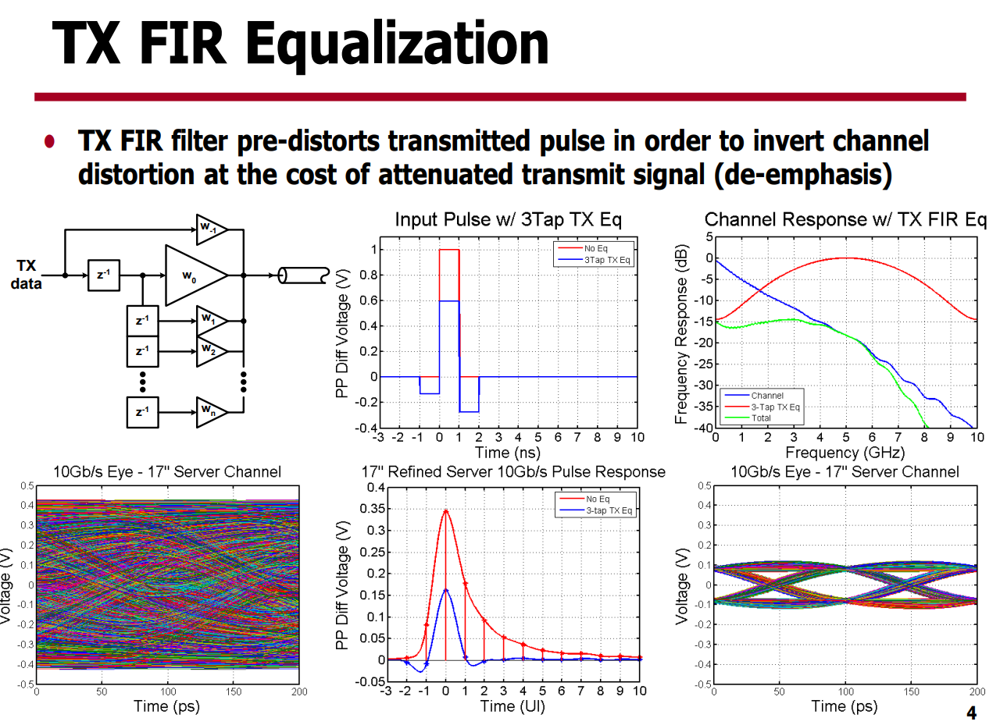 TX FIR Equalization
• TX FIR filter pre-distorts transmitted pulse in order to invert channel
distortion at the cost of attenuated transmit signal (de-emphasis)
TX
data
z-1
w-1
w0
z-1
w1
z-1
w2
z-1
wn
Input Pulse w/ 3Tap TX Eq
PP Diff Voltage (V)
1
0.8
0.6
0.4
0.2
0
-0.2
-0.4
No Eq
3Tap TX Eq
-3 -2 -1 0 1 2 3 4 5 6 7 8 9 10
Time (ns)
Channel Response w/ TX FIR Eq
Frequency Response (dB)
5
0
-5
-10
-15
-20
-25
-30
-35
-40
Channel
3-Tap TX Eq
Total
0 1 2 3 4 5 6 7 8 9 10
Frequency (GHz)
10Gb/s Eye - 17" Server Channel
Voltage (V)
0.5
0.4
0.3
0.2
0.1
0
-0.1
-0.2
-0.3
-0.4
-0.5
0 50 100 150 200
Time (ps)
17" Refined Server 10Gb/s Pulse Response
PP Diff Voltage (V)
0.4
0.35
0.3
0.25
0.2
0.15
0.1
0.05
0
-0.05
No Eq
3-tap TX Eq
-3 -2 -1 0 1 2 3 4 5 6 7 8 9 10
Time (UI)
10Gb/s Eye - 17" Server Channel
Voltage (V)
0.5
0.4
0.3
0.2
0.1
0
-0.1
-0.2
-0.3
-0.4
-0.5
0 50 100 150 200
Time (ps)
4